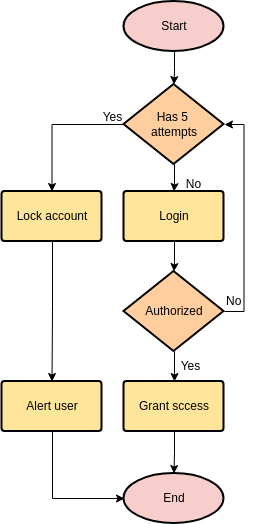 Start
Has 5
attempts
Yes
No
Lock account
Login
Authorized
No
Yes
Alert user
Grant sccess
End